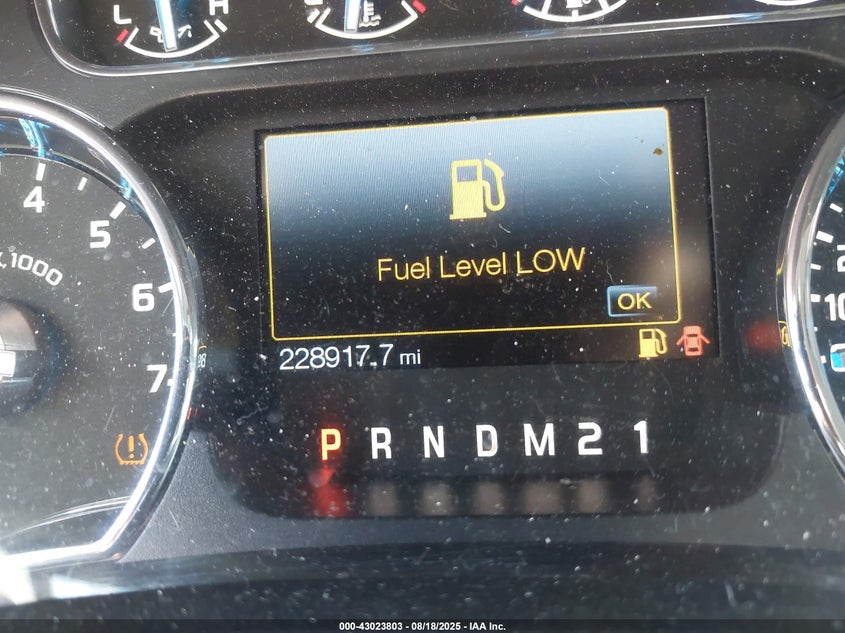 L H
4
5
x1000
6
7
Fuel Level LOW
OK
228917.7 mi
10
P R N D M 2 1
000-43023803 - 08/18/2025 - IAA Inc.